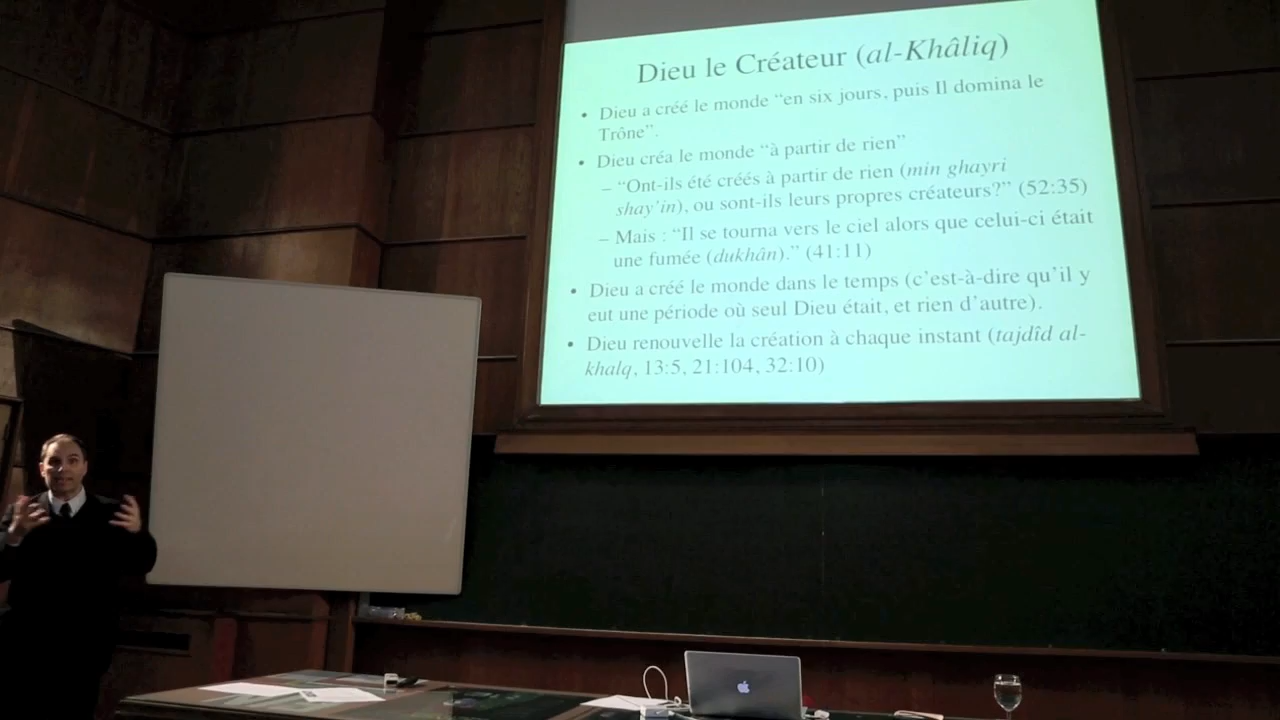 Dieu le Créateur (al-Khâliq)
• Dieu a créé le monde “en six jours, puis Il domina le
Trône”.
• Dieu créa le monde “à partir de rien”
– “Ont-ils été créés à partir de rien (min ghayri
shay’in), ou sont-ils leurs propres créateurs?” (52:35)
– Mais : “Il se tourna vers le ciel alors que celui-ci était
une fumée (dukhân).” (41:11)
• Dieu a créé le monde dans le temps (c’est-à-dire qu’il y
eut une période où seul Dieu était, et rien d’autre).
• Dieu renouvelle la création à chaque instant (tajdîd al-
khalq, 13:5, 21:104, 32:10)